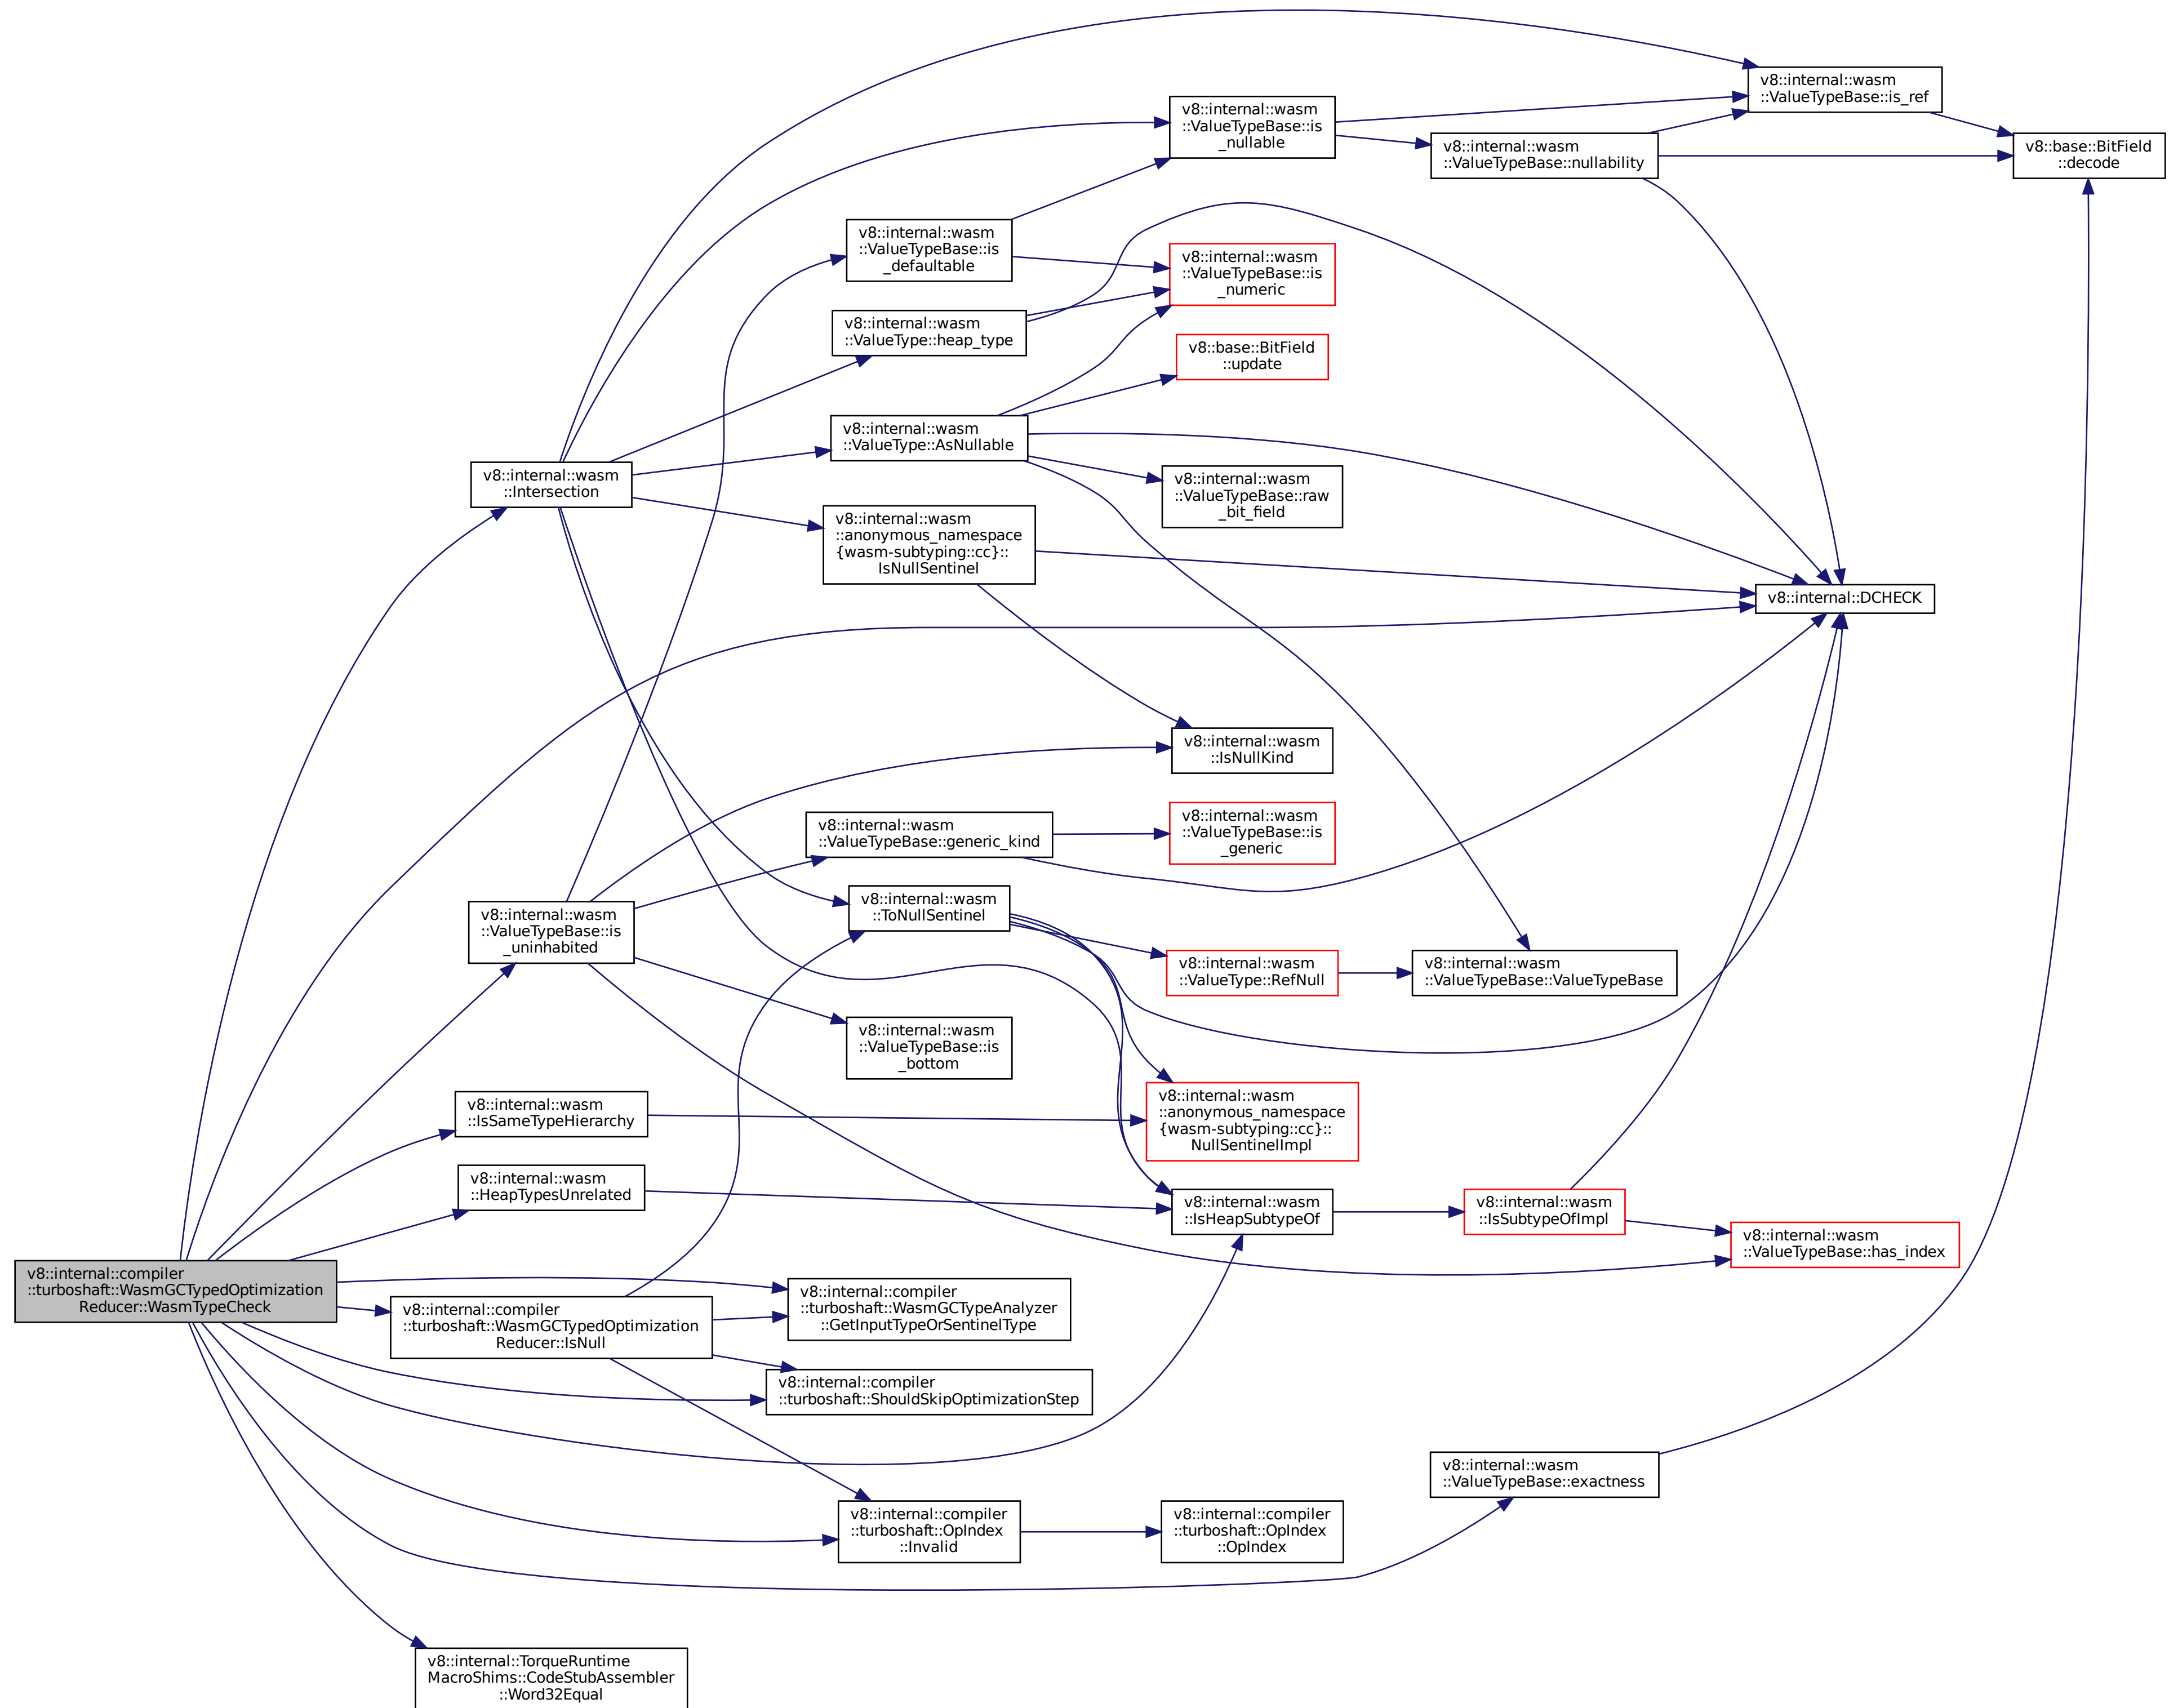 v8::internal::wasm
::ValueTypeBase::is_ref
v8::internal::wasm
::ValueTypeBase::is
_nullable
v8::internal::wasm
::ValueTypeBase::nullability
v8::base::BitField
::decode
v8::internal::wasm
::ValueTypeBase::is
_defaultable
v8::internal::wasm
::ValueTypeBase::is
_numeric
v8::internal::wasm
::ValueType::heap_type
v8::base::BitField
::update
v8::internal::wasm
::ValueType::AsNullable
v8::internal::wasm
::Intersection
v8::internal::wasm
::ValueTypeBase::raw
_bit_field
v8::internal::wasm
::anonymous_namespace
{wasm-subtyping::cc}::
IsNullSentinel
v8::internal::DCHECK
v8::internal::wasm
::IsNullKind
v8::internal::wasm
::ValueTypeBase::generic_kind
v8::internal::wasm
::ValueTypeBase::is
_generic
v8::internal::wasm
::ToNullSentinel
v8::internal::wasm
::ValueTypeBase::is
_uninhabited
v8::internal::wasm
::ValueType::RefNull
v8::internal::wasm
::ValueTypeBase::ValueTypeBase
v8::internal::wasm
::ValueTypeBase::is
_bottom
v8::internal::wasm
::IsSameTypeHierarchy
v8::internal::wasm
::anonymous_namespace
{wasm-subtyping::cc}::
NullSentinelImpl
v8::internal::wasm
::HeapTypesUnrelated
v8::internal::wasm
::IsHeapSubtypeOf
v8::internal::wasm
::IsSubtypeOfImpl
v8::internal::wasm
::ValueTypeBase::has_index
v8::internal::compiler
::turboshaft::WasmGCTypedOptimization
Reducer::WasmTypeCheck
v8::internal::compiler
::turboshaft::WasmGCTypeAnalyzer
::GetInputTypeOrSentinelType
v8::internal::compiler
::turboshaft::WasmGCTypedOptimization
Reducer::IsNull
v8::internal::compiler
::turboshaft::ShouldSkipOptimizationStep
v8::internal::wasm
::ValueTypeBase::exactness
v8::internal::compiler
::turboshaft::OpIndex
::Invalid
v8::internal::compiler
::turboshaft::OpIndex
::OpIndex
v8::internal::TorqueRuntime
MacroShims::CodeStubAssembler
::Word32Equal